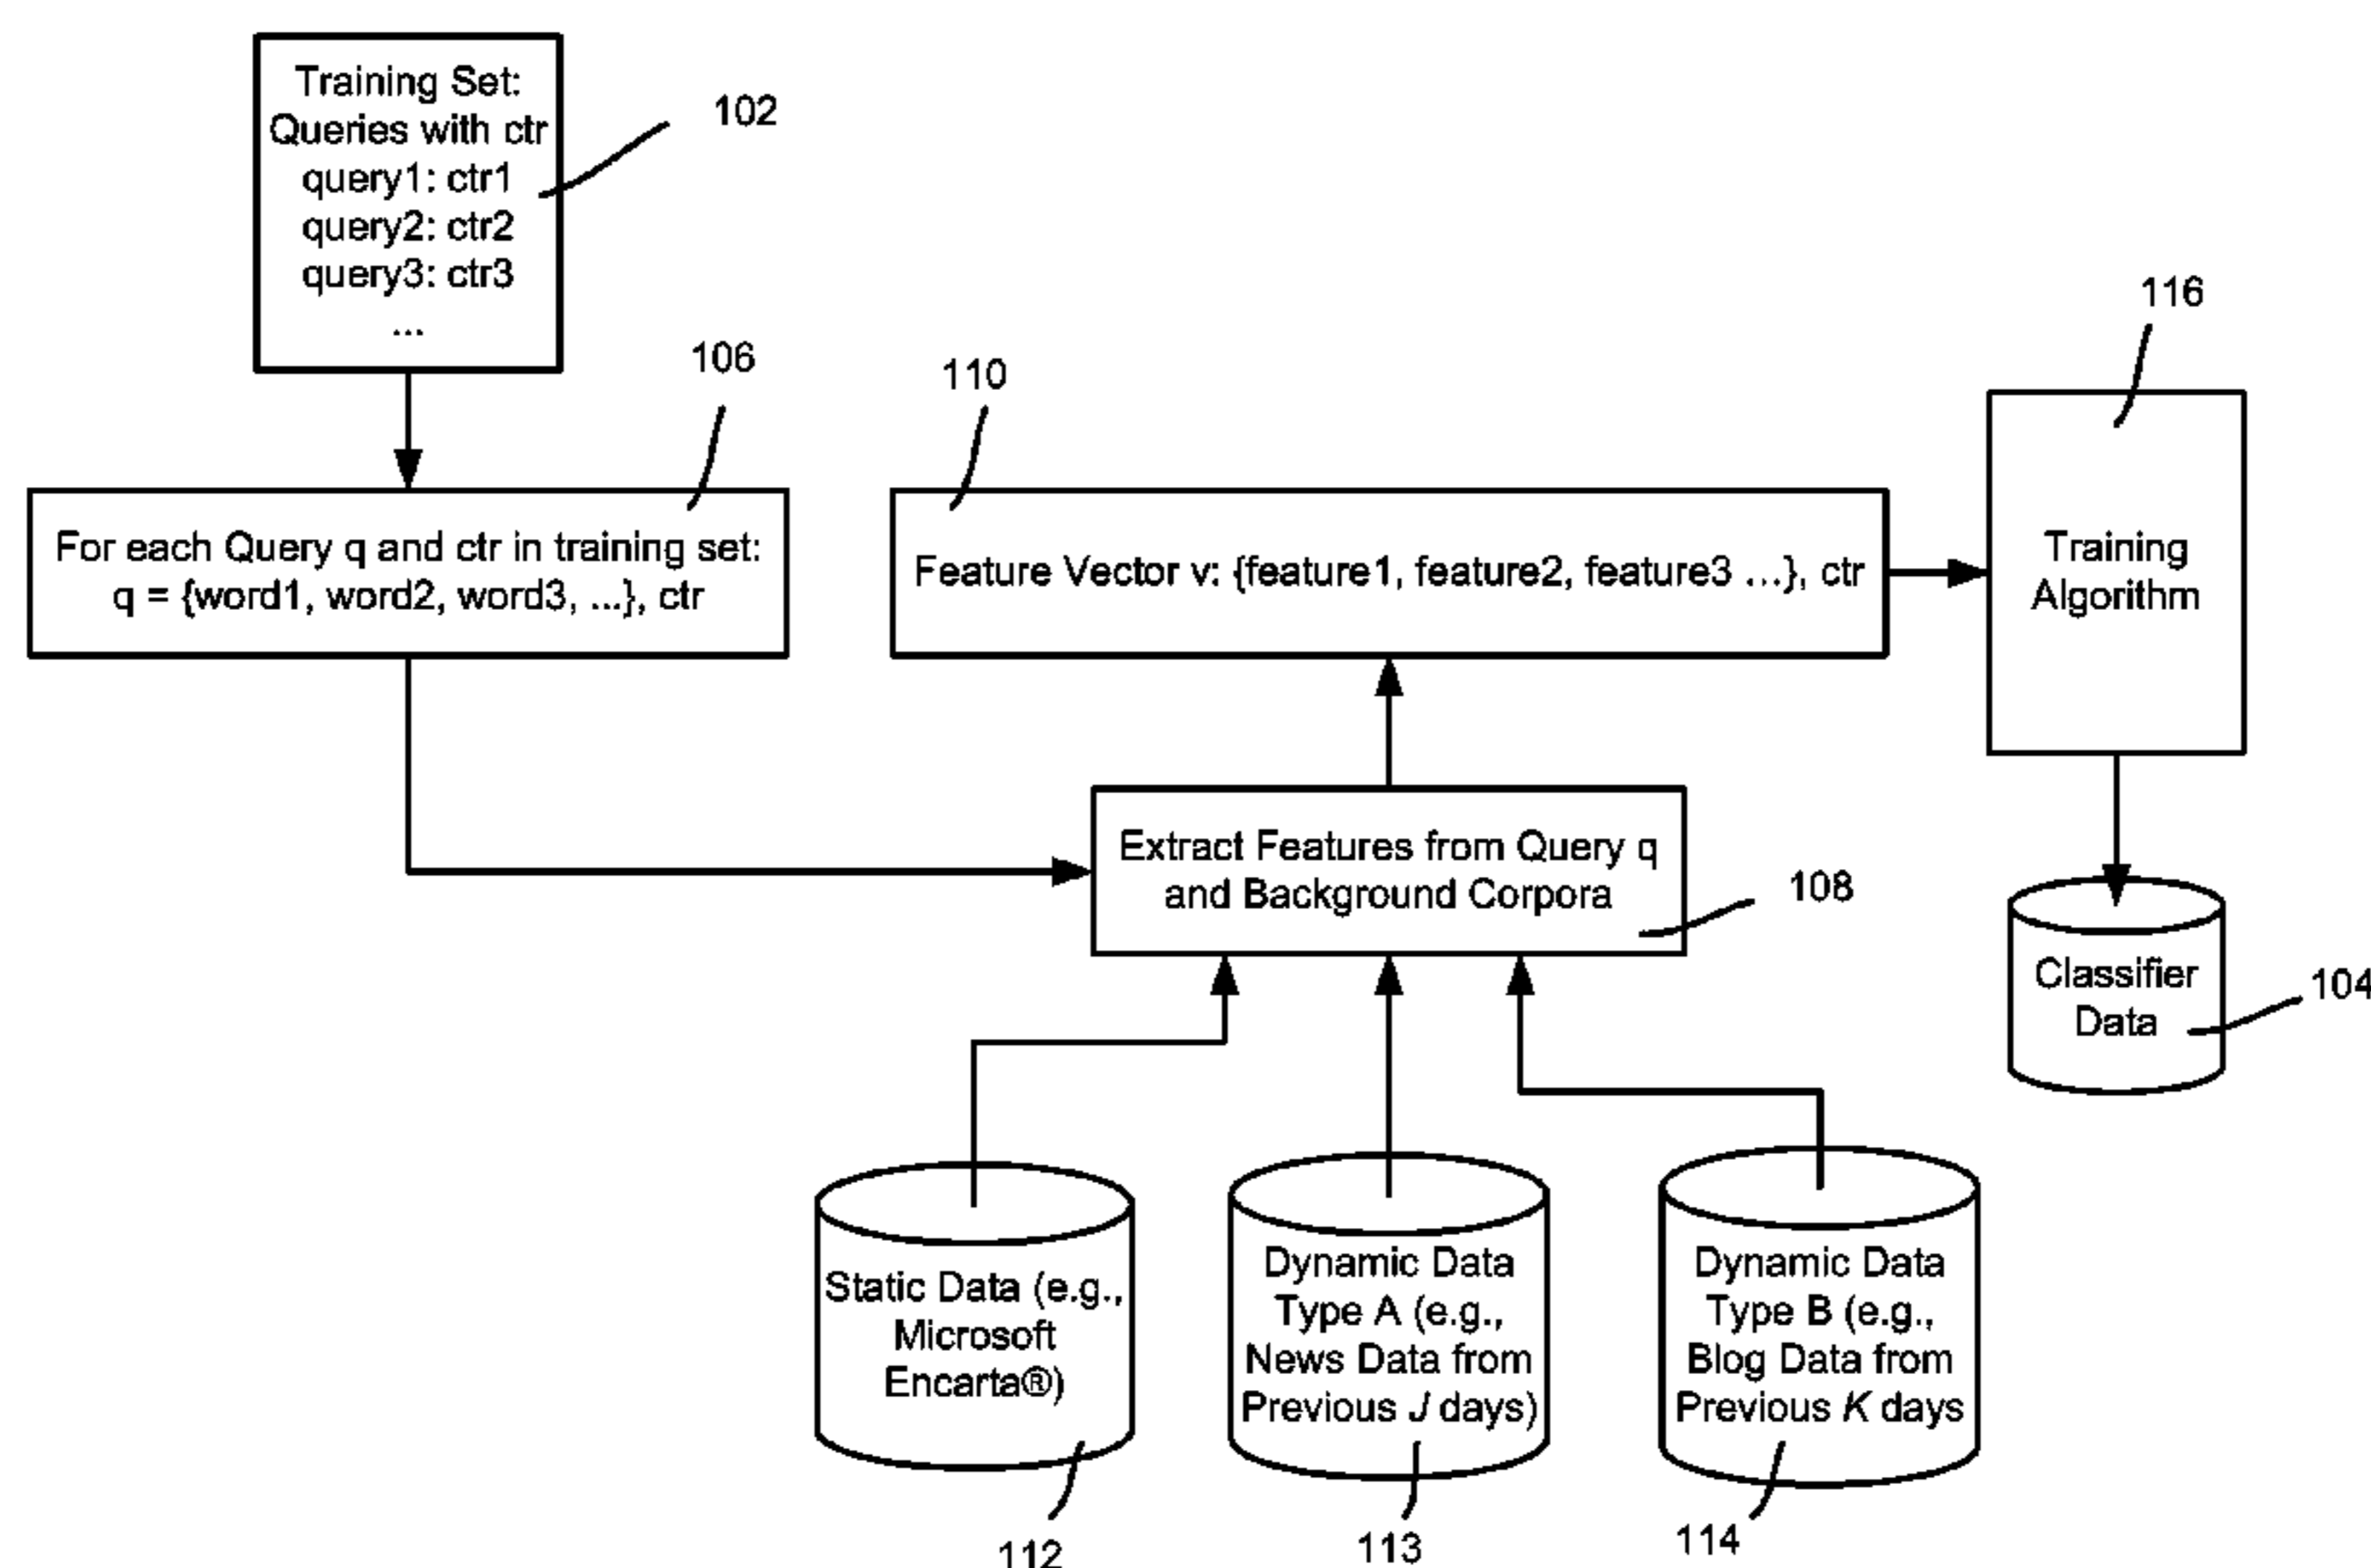 Training Set:
Queries with ctr
query1: ctr1
query2: ctr2
query3: ctr3
...
102
106
For each Query q and ctr in training set:
q = {word1, word2, word3, ...}, ctr
110
Feature Vector v: {feature1, feature2, feature3 ...}, ctr
116
Training
Algorithm
Extract Features from Query q
and Background Corpora
108
Classifier
Data
104
Static Data (e.g.,
Microsoft
Encarta®)
112
Dynamic Data
Type A (e.g.,
News Data from
Previous J days)
113
Dynamic Data
Type B (e.g.,
Blog Data from
Previous K days
114